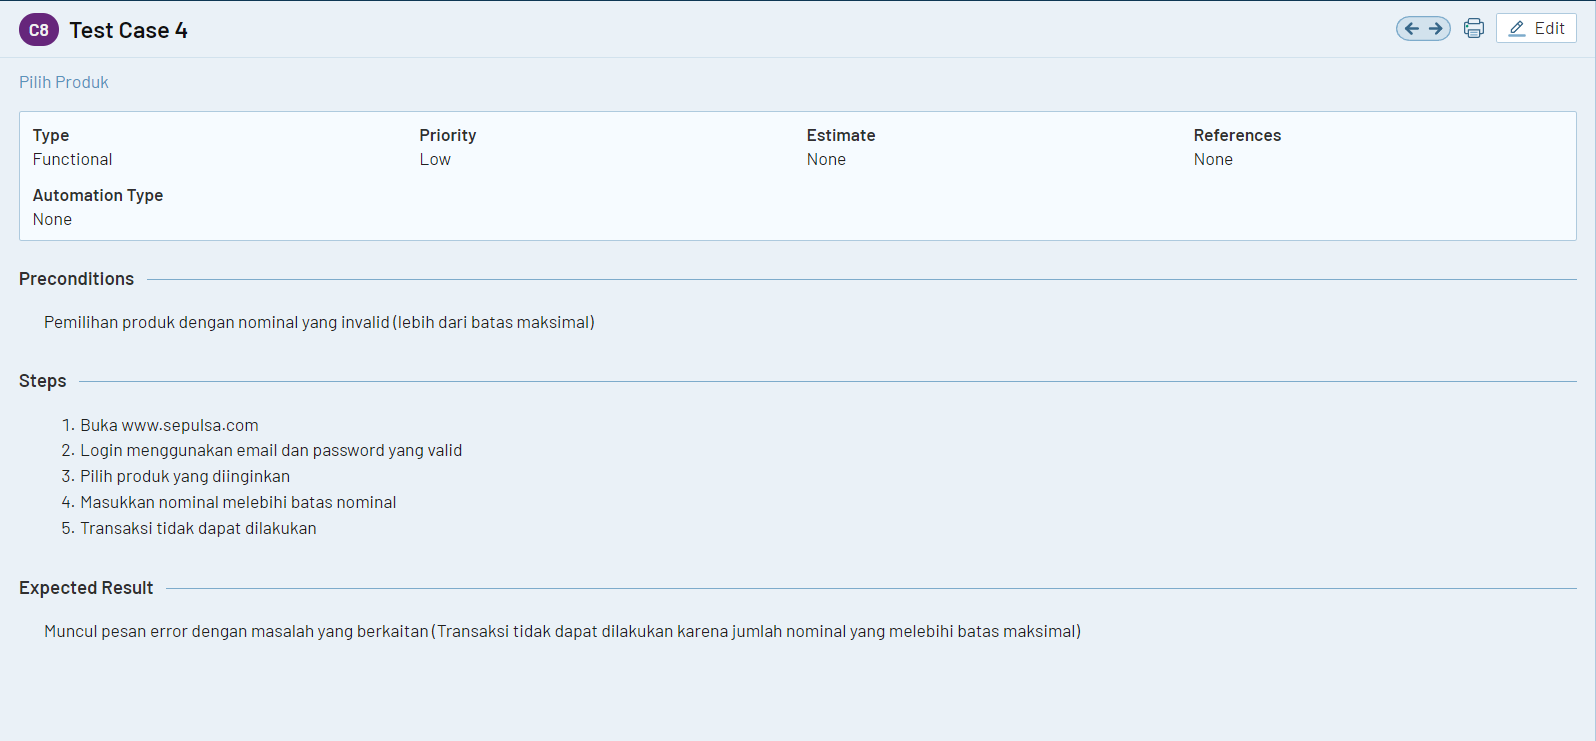 C8 Test Case 4
Edit
Pilih Produk
Type Priority Estimate References
Functional Low None None
Automation Type
None
Preconditions
Pemilihan produk dengan nominal yang invalid (lebih dari batas maksimal)
Steps
1. Buka www.sepulsa.com
2. Login menggunakan email dan password yang valid
3. Pilih produk yang diinginkan
4. Masukkan nominal melebihi batas nominal
5. Transaksi tidak dapat dilakukan
Expected Result
Muncul pesan error dengan masalah yang berkaitan (Transaksi tidak dapat dilakukan karena jumlah nominal yang melebihi batas maksimal)